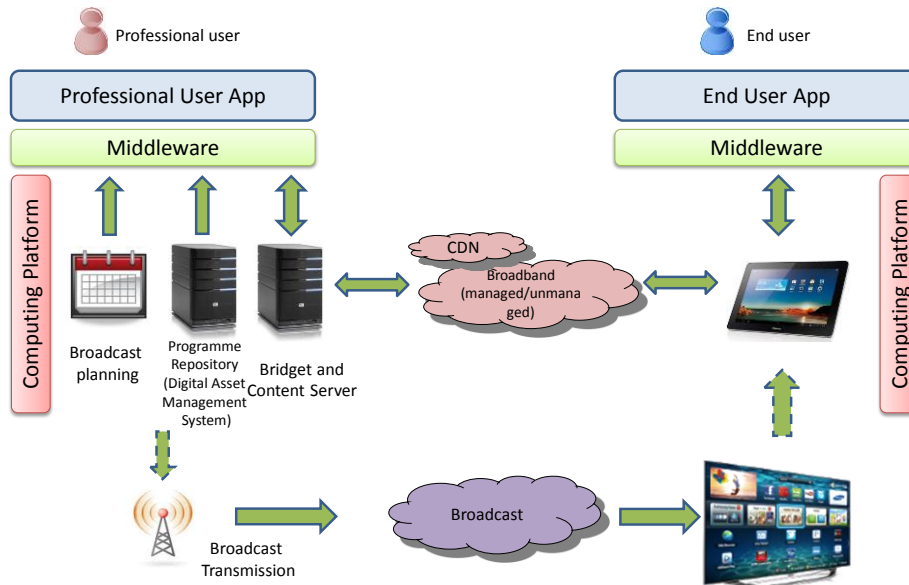 Professional user
End user
Professional User App
End User App
Middleware
Middleware
Computing Platform
Computing Platform
CDN
Broadband
(managed/unmana
ged)
Broadcast
planning
Programme
Repository
(Digital Asset
Management
System)
Bridget and
Content Server
Broadcast
Transmission
Broadcast